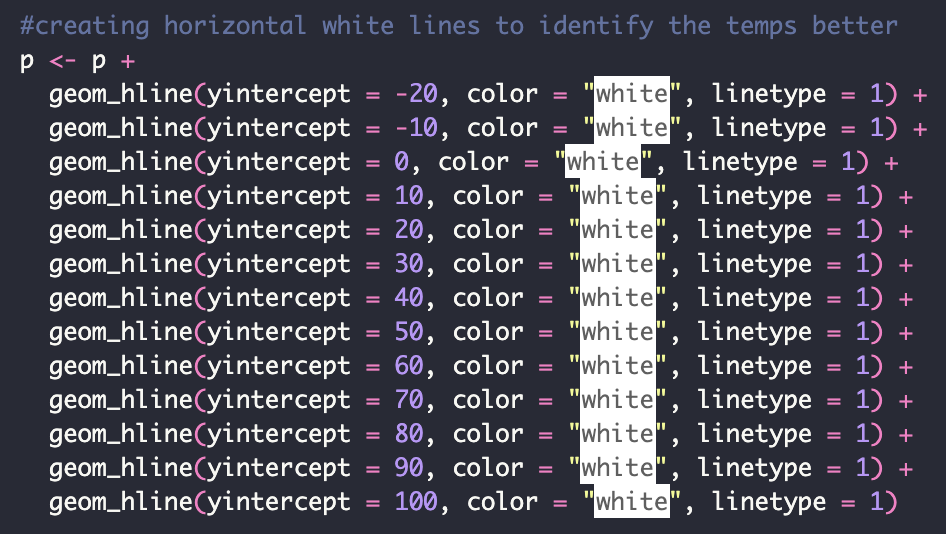 #creating horizontal white lines to identify the temps better
p <- p +
  geom_hline(yintercept = -20, color = "white", linetype = 1) +
  geom_hline(yintercept = -10, color = "white", linetype = 1) +
  geom_hline(yintercept = 0, color = "white", linetype = 1) +
  geom_hline(yintercept = 10, color = "white", linetype = 1) +
  geom_hline(yintercept = 20, color = "white", linetype = 1) +
  geom_hline(yintercept = 30, color = "white", linetype = 1) +
  geom_hline(yintercept = 40, color = "white", linetype = 1) +
  geom_hline(yintercept = 50, color = "white", linetype = 1) +
  geom_hline(yintercept = 60, color = "white", linetype = 1) +
  geom_hline(yintercept = 70, color = "white", linetype = 1) +
  geom_hline(yintercept = 80, color = "white", linetype = 1) +
  geom_hline(yintercept = 90, color = "white", linetype = 1) +
  geom_hline(yintercept = 100, color = "white", linetype = 1)